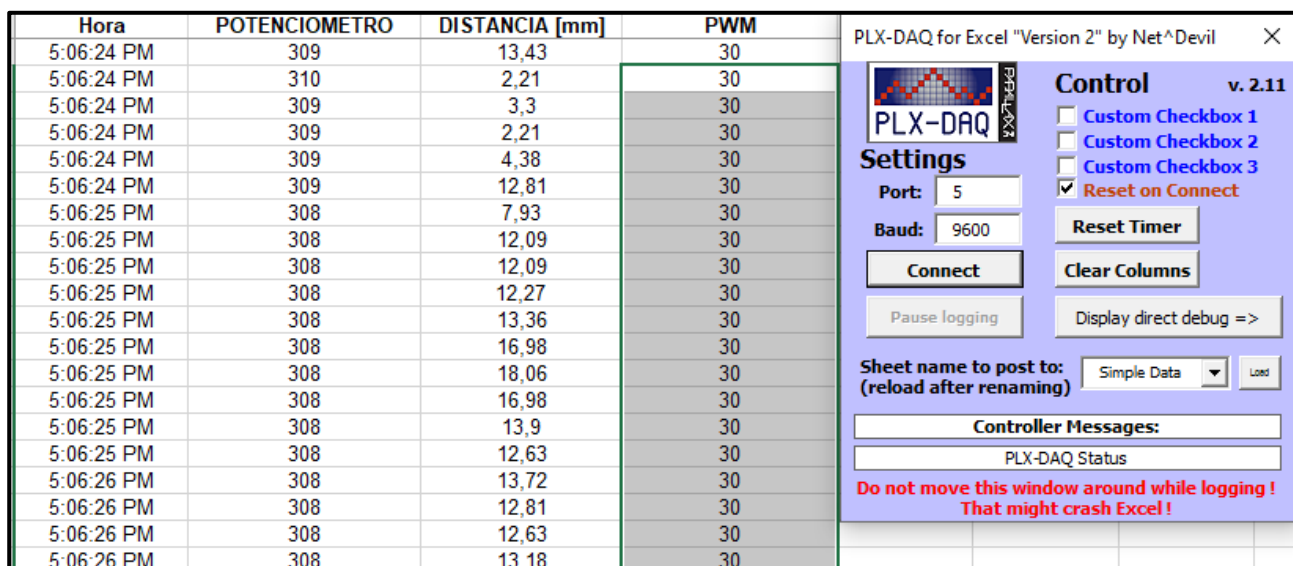 Hora POTENCIOMETRO DISTANCIA [mm] PWM
5:06:24 PM 309 13,43 30
5:06:24 PM 310 2,21 30
5:06:24 PM 309 3,3 30
5:06:24 PM 309 2,21 30
5:06:24 PM 309 4,38 30
5:06:24 PM 309 12,81 30
5:06:25 PM 308 7,93 30
5:06:25 PM 308 12,09 30
5:06:25 PM 308 12,09 30
5:06:25 PM 308 12,27 30
5:06:25 PM 308 13,36 30
5:06:25 PM 308 16,98 30
5:06:25 PM 308 18,06 30
5:06:25 PM 308 16,98 30
5:06:25 PM 308 13,9 30
5:06:25 PM 308 12,63 30
5:06:26 PM 308 13,72 30
5:06:26 PM 308 12,81 30
5:06:26 PM 308 12,63 30
5:06:26 PM 308 13,18 30
PLX-DAQ for Excel "Version 2" by Net^Devil
PLX-DAQ
PARALLAX
Control v. 2.11
Custom Checkbox 1
Custom Checkbox 2
Custom Checkbox 3
Reset on Connect
Settings
Port: 5
Baud: 9600
Reset Timer
Connect
Clear Columns
Pause logging
Display direct debug =>
Sheet name to post to:
(reload after renaming)
Simple Data
Load
Controller Messages:
PLX-DAQ Status
Do not move this window around while logging !
That might crash Excel !